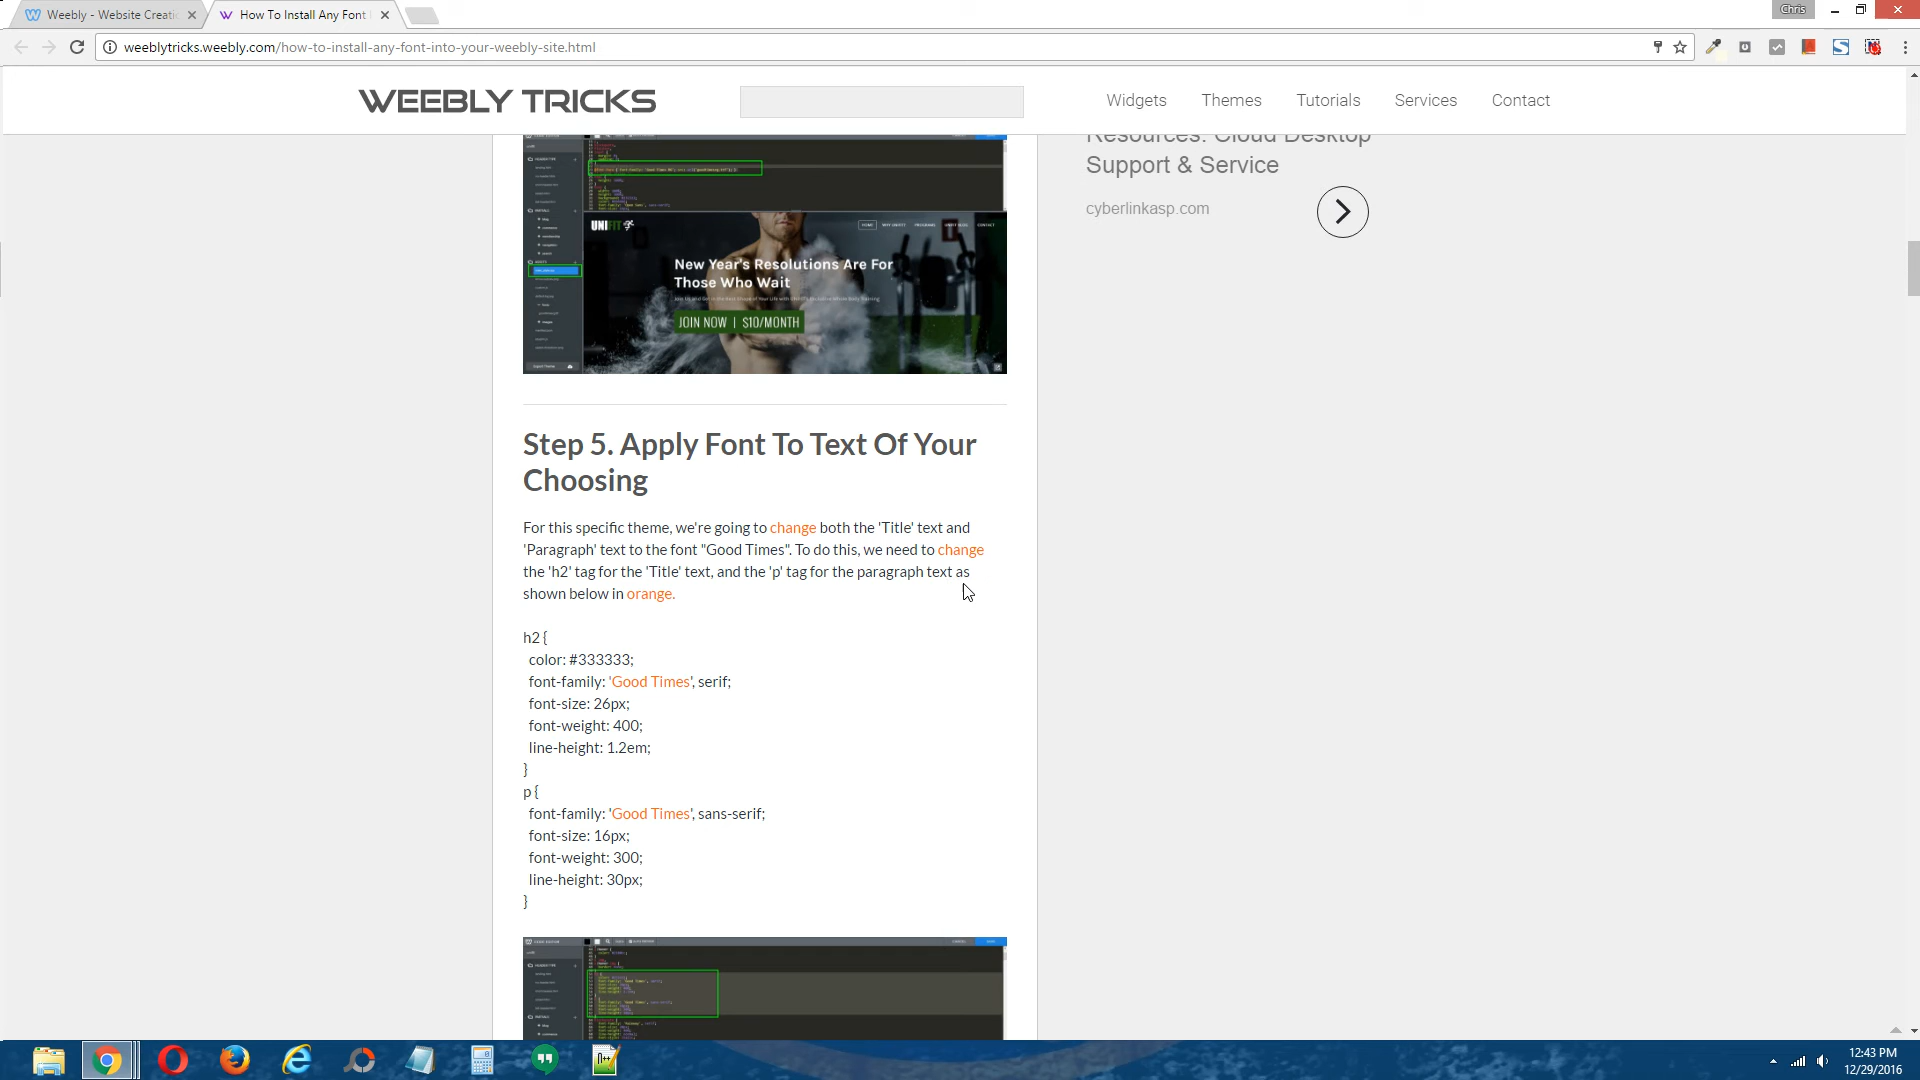 Weebly - Website Creati
How To Install Any Font
Chris
weeblytricks.weebly.com/how-to-install-any-font-into-your-weebly-site.html
WEEBLY TRICKS
Widgets
Themes
Tutorials
Services
Contact
Resources: Cloud Desktop
Support & Service
cyberlinkasp.com
UNIFIT
HOME
PROGRAMS
CONTACT
New Year's Resolutions Are For
Those Who Wait
JOIN NOW | $10/MONTH
Step 5. Apply Font To Text Of Your
Choosing
For this specific theme, we're going to change both the 'Title' text and
'Paragraph' text to the font "Good Times". To do this, we need to change
the 'h2' tag for the 'Title' text, and the 'p' tag for the paragraph text as
shown below in orange.
h2 {
color: #333333;
font-family: 'Good Times', serif;
font-size: 26px;
font-weight: 400;
line-height: 1.2em;
}
p {
font-family: 'Good Times', sans-serif;
font-size: 16px;
font-weight: 300;
line-height: 30px;
}
12:43 PM
12/29/2016